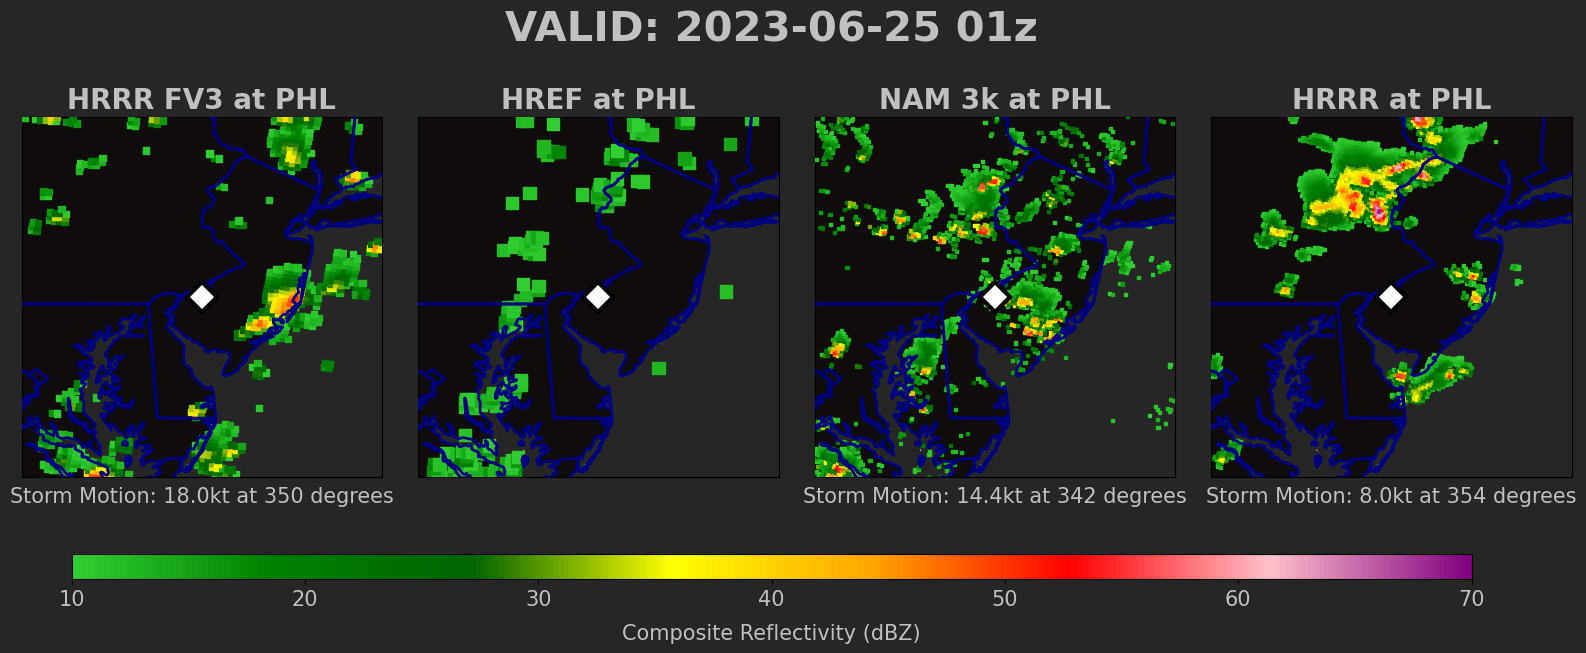 VALID: 2023-06-25 01z
HRRR FV3 at PHL
HREF at PHL
NAM 3k at PHL
HRRR at PHL
Storm Motion: 18.0kt at 350 degrees
Storm Motion: 14.4kt at 342 degrees
Storm Motion: 8.0kt at 354 degrees
10 20 30 40 50 60 70
Composite Reflectivity (dBZ)